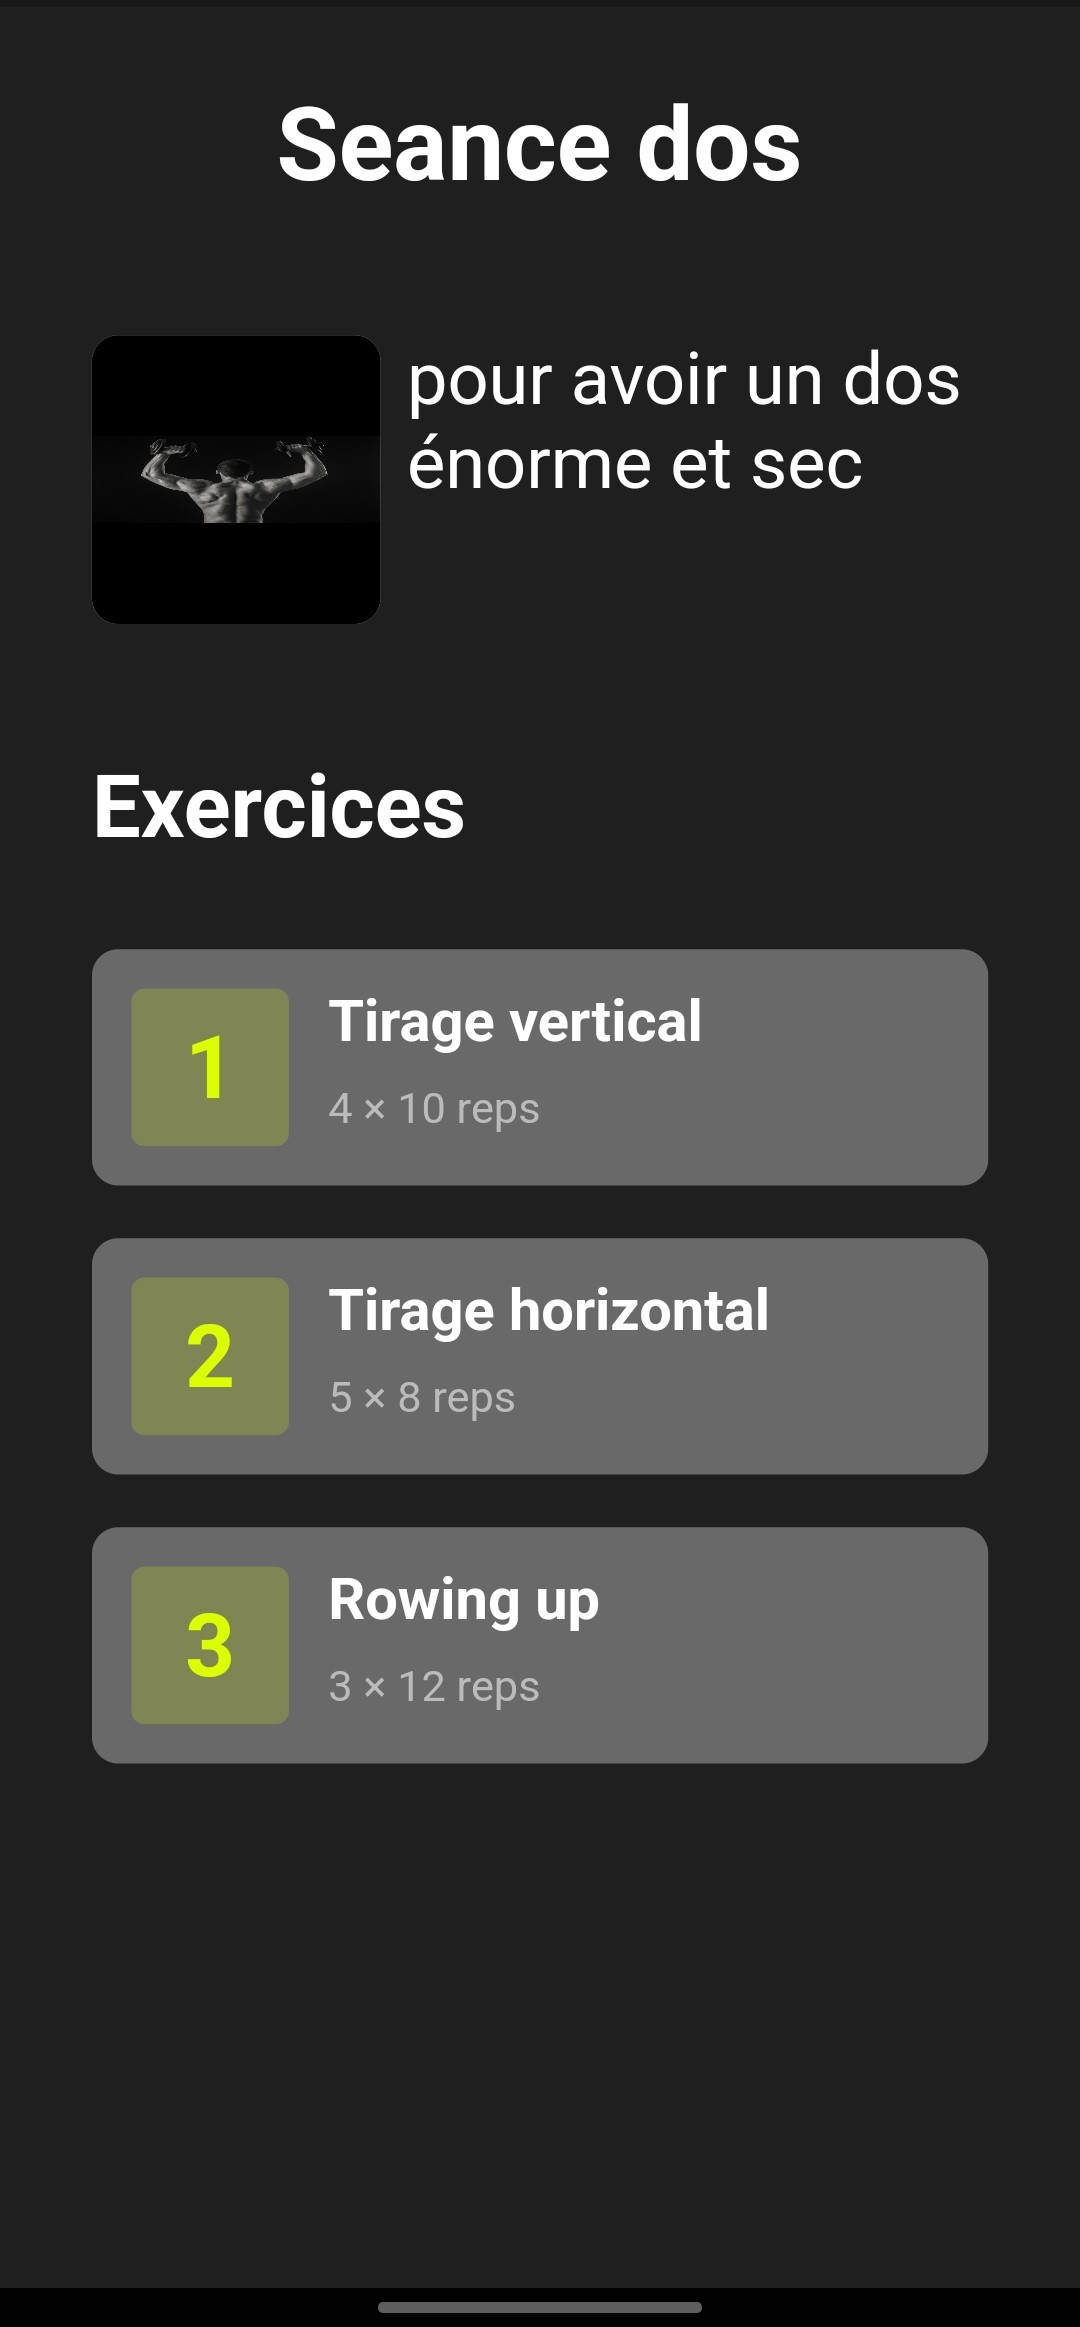 Seance dos
pour avoir un dos
énorme et sec
Exercices
1
Tirage vertical
4 × 10 reps
2
Tirage horizontal
5 × 8 reps
3
Rowing up
3 × 12 reps